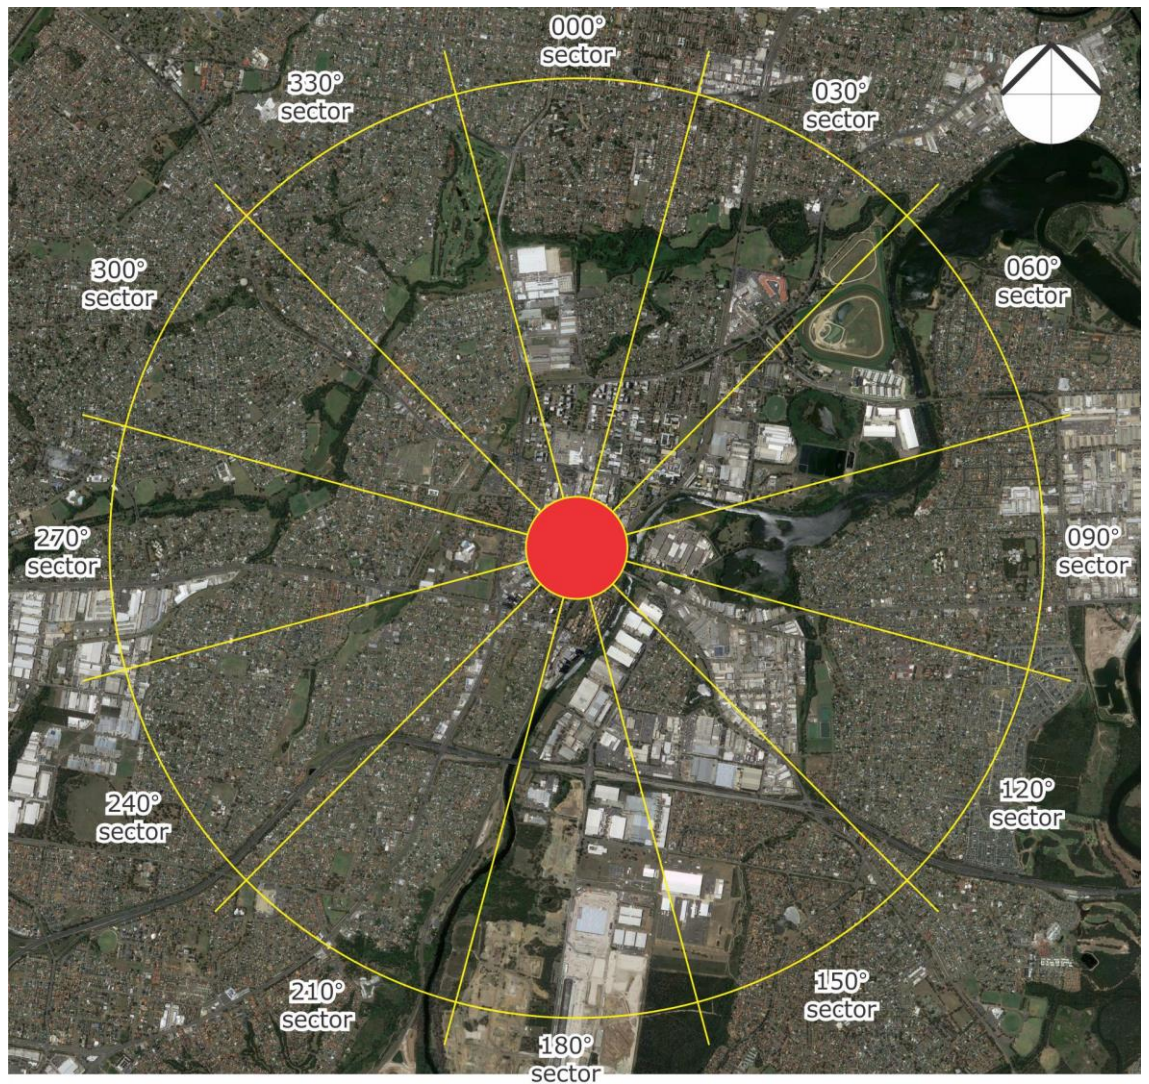 000°
sector
330°
sector
030°
sector
300°
sector
060°
sector
270°
sector
090°
sector
240°
sector
120°
sector
210°
sector
150°
sector
180°
sector